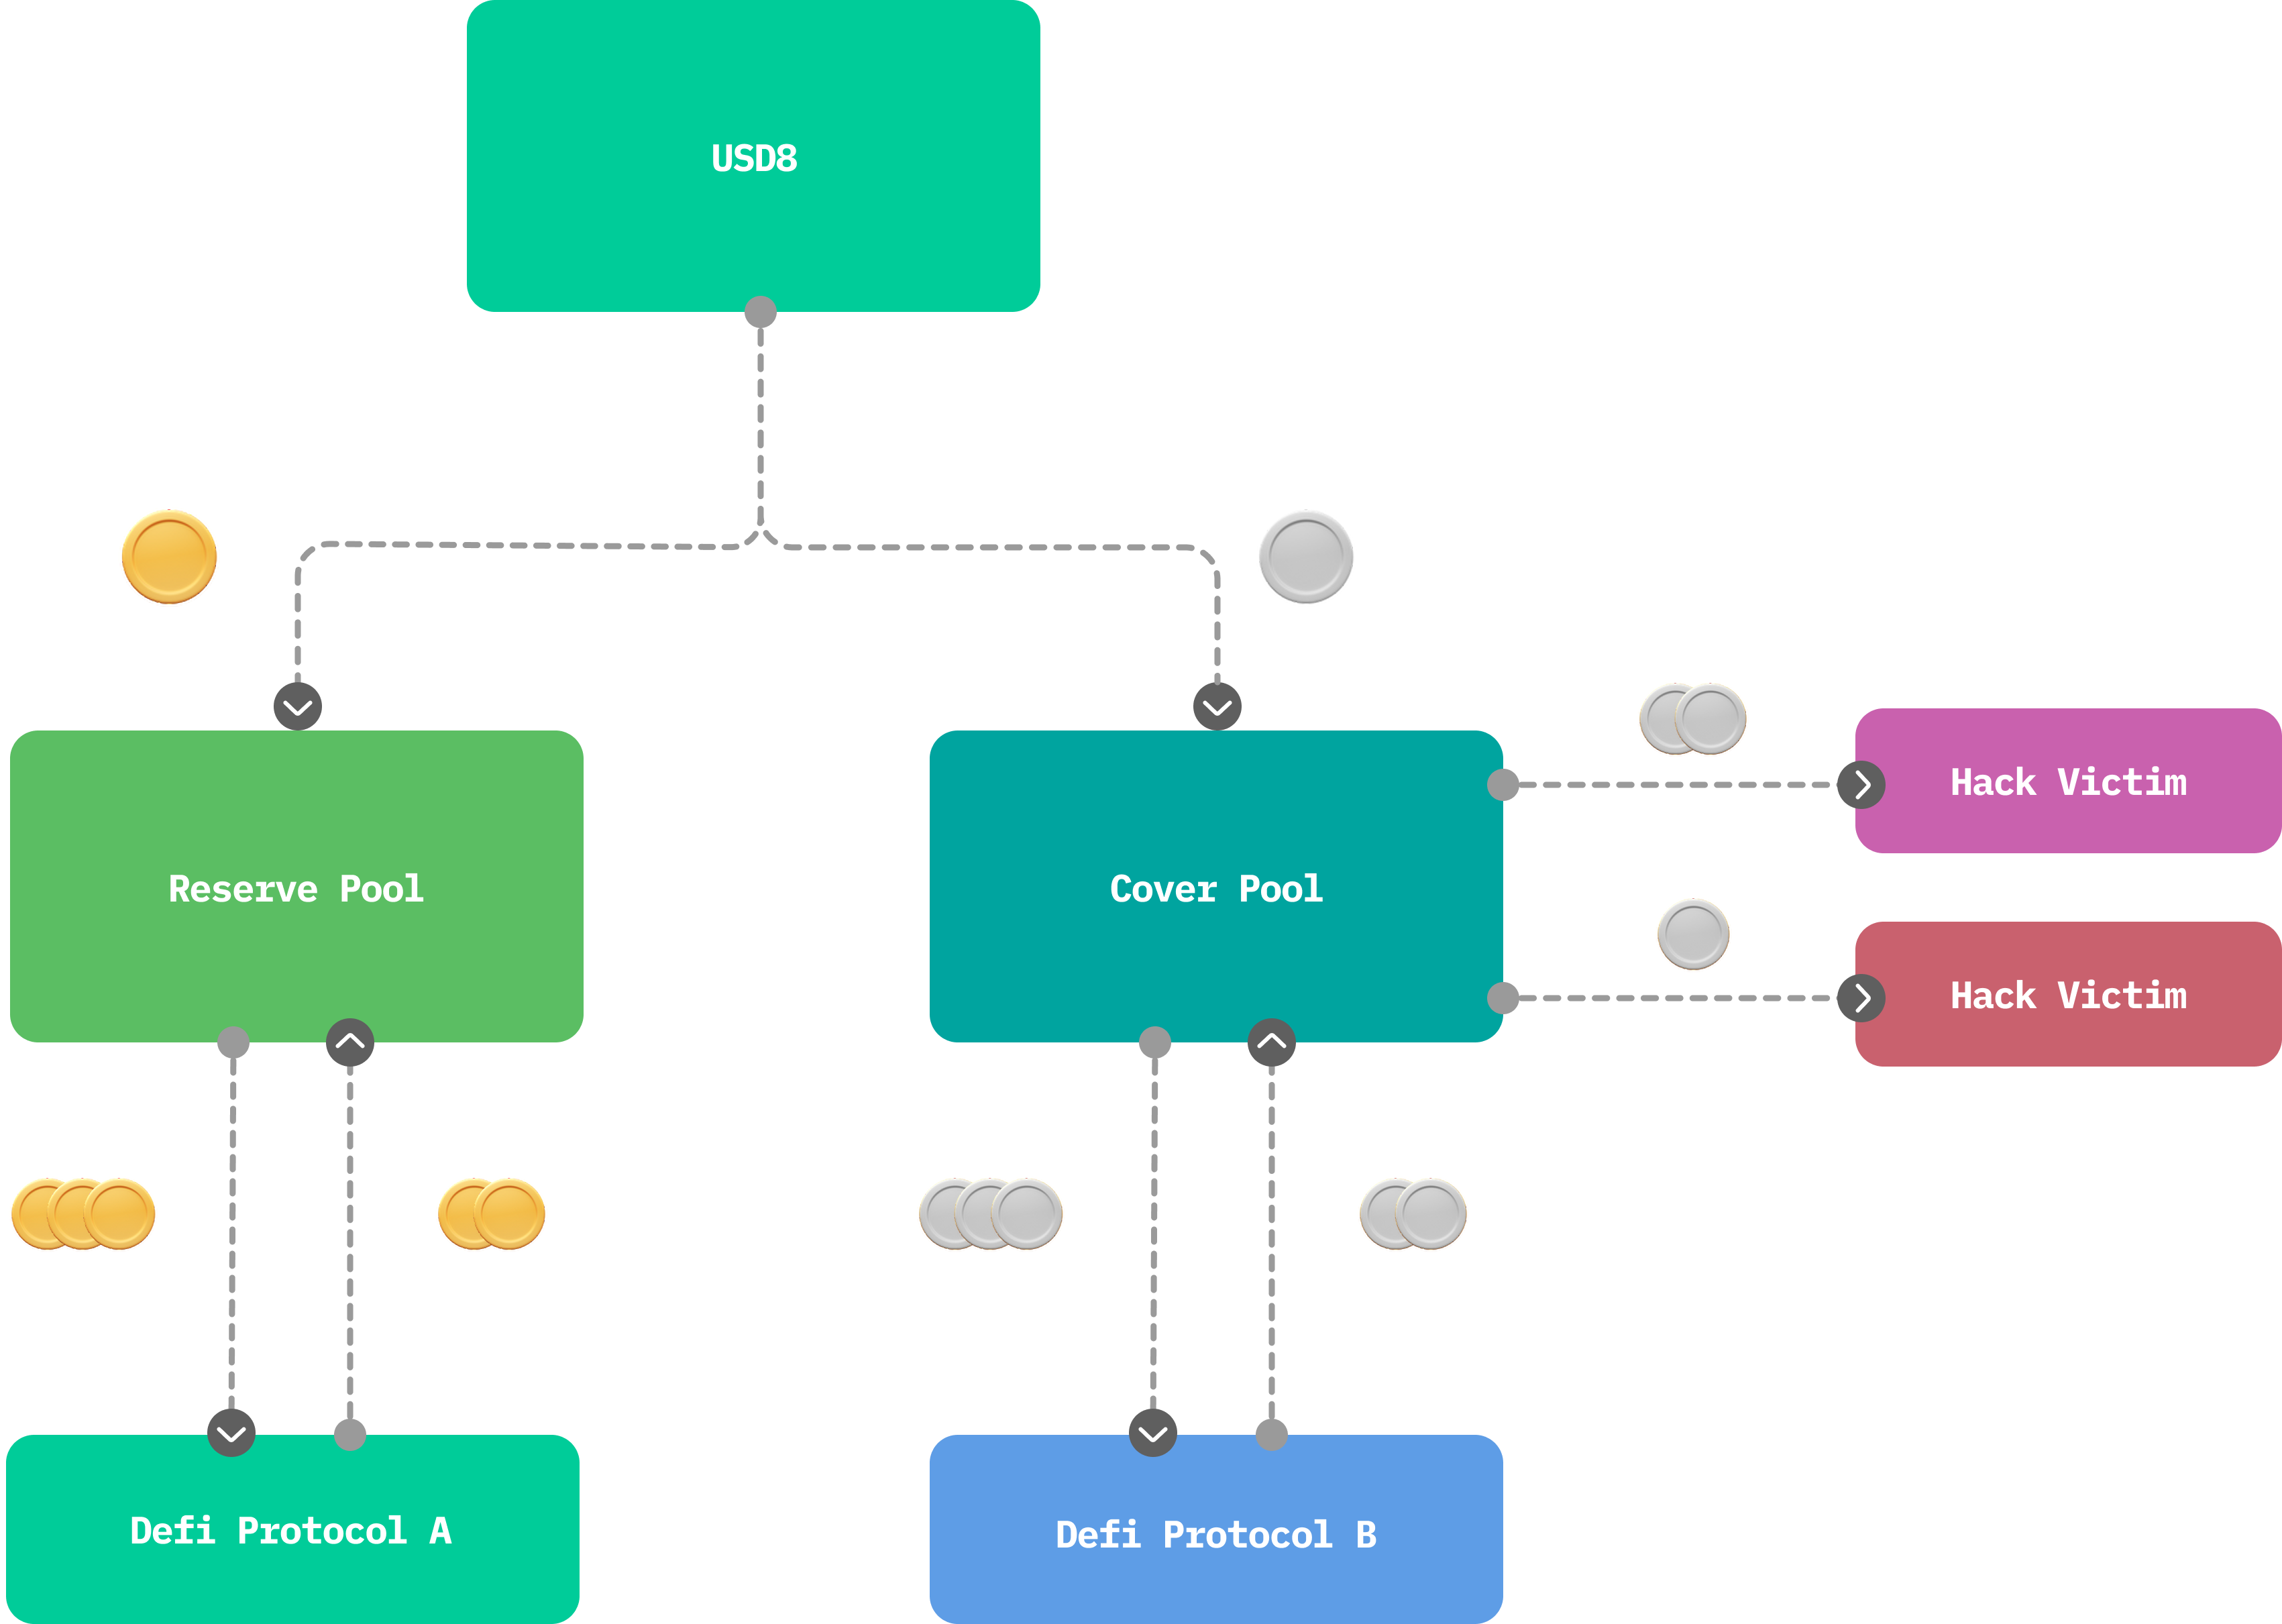 USD8
Reserve Pool
Cover Pool
Hack Victim
Hack Victim
Defi Protocol A
Defi Protocol B